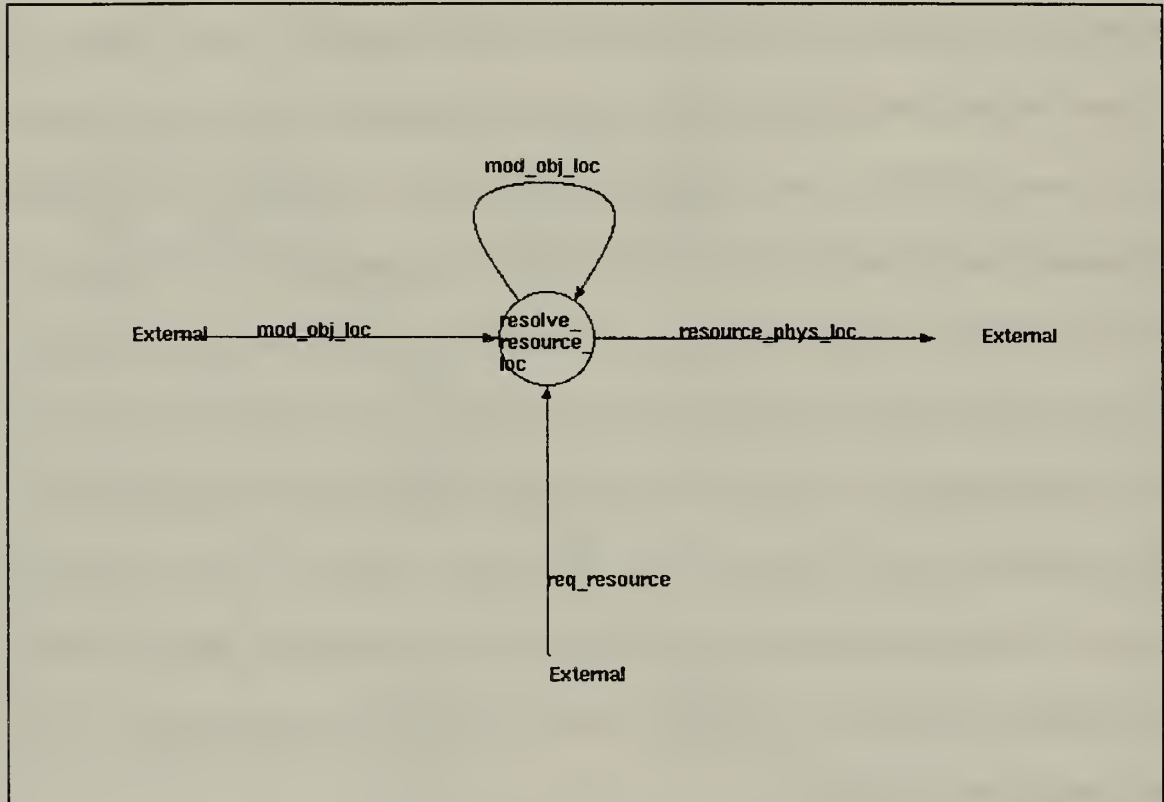 mod_obj_loc
External
mod_obj_loc
resolve_
resource_
loc
resource_phys_loc
External
req_resource
External